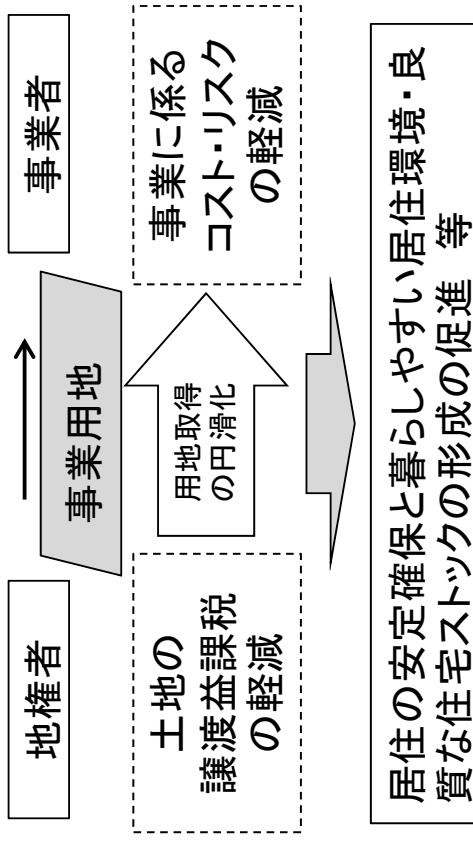 地権者
事業用地
事業者
土地の
譲渡益課税
の軽減
用地取得
の円滑化
事業に係る
コスト・リスク
の軽減
居住の安定確保と暮らしやすい居住環境・良
質な住宅ストックの形成の促進 等